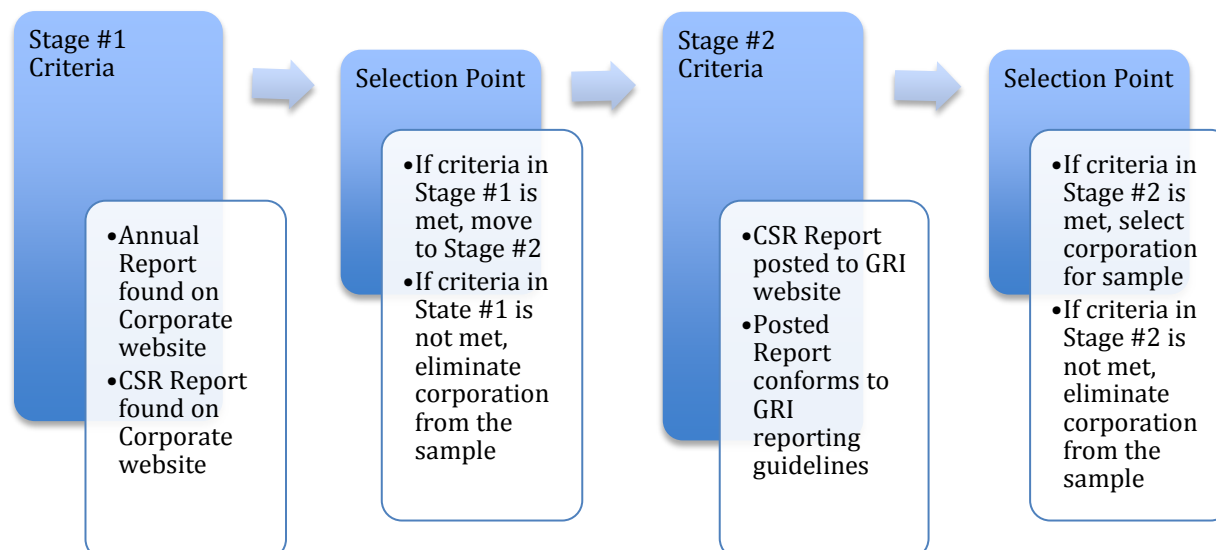 Stage #1
Criteria
•Annual
Report
found on
Corporate
website
•CSR Report
found on
Corporate
website
Selection Point
•If criteria in
Stage #1 is
met, move
to Stage #2
•If criteria in
State #1 is
not met,
eliminate
corporation
from the
sample
Stage #2
Criteria
•CSR Report
posted to GRI
website
•Posted
Report
conforms to
GRI
reporting
guidelines
Selection Point
•If criteria in
Stage #2 is
met, select
corporation
for sample
•If criteria in
Stage #2 is
not met,
eliminate
corporation
from the
sample